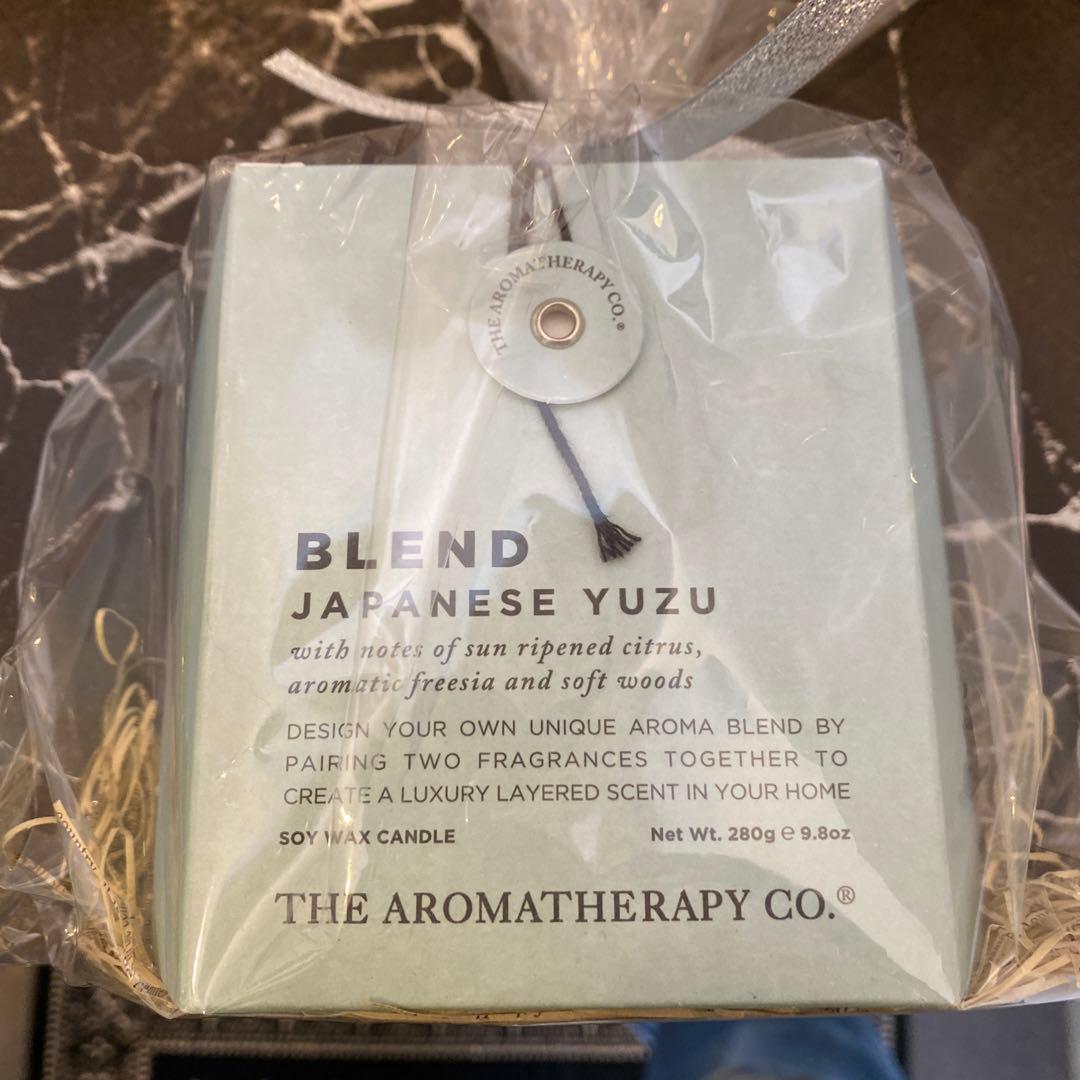 THE AROMATHERAPY CO.®
BLEND
JAPANESE YUZU
with notes of sun ripened citrus,
aromatic freesia and soft woods
DESIGN YOUR OWN UNIQUE AROMA BLEND BY
PAIRING TWO FRAGRANCES TOGETHER TO
CREATE A LUXURY LAYERED SCENT IN YOUR HOME
SOY WAX CANDLE Net Wt. 280g ℮ 9.8oz
THE AROMATHERAPY CO.®